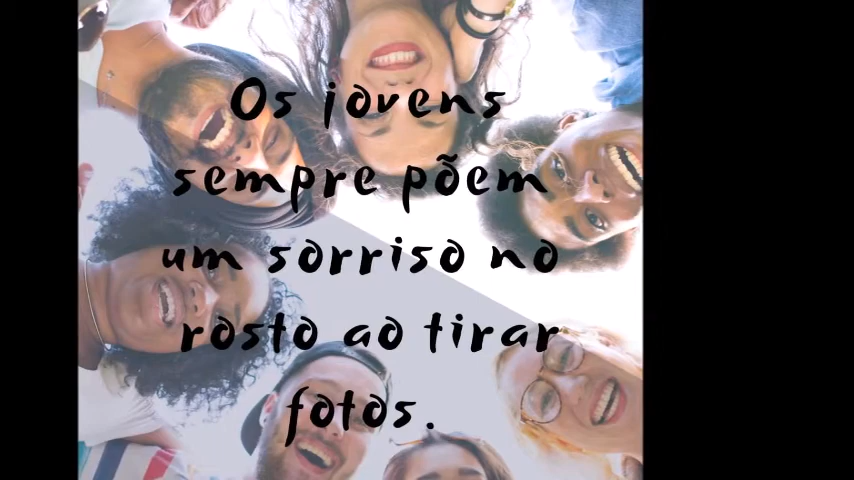 Os jovens
sempre põem
um sorriso no
rosto ao tirar
fotos.